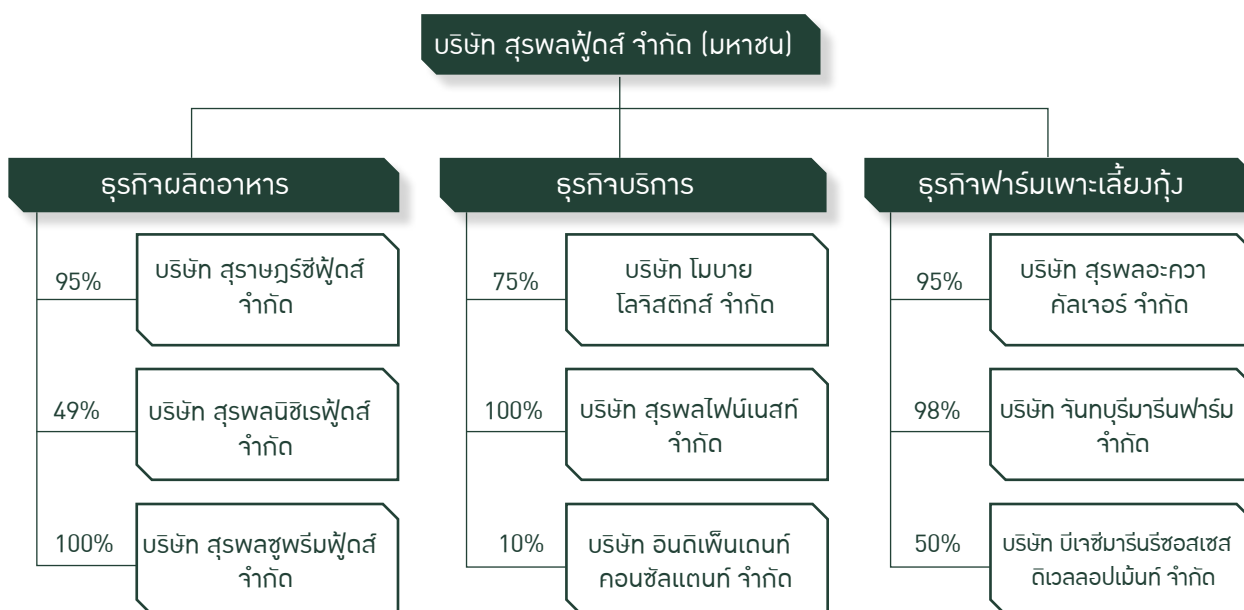 บริษัท สุรพลฟู้ดส์ จำกัด (มหาชน)
ธุรกิจผลิตอาหาร
95%
บริษัท สุราษฎร์ซีฟู้ดส์
จำกัด
49%
บริษัท สุรพลนิชิเรฟู้ดส์
จำกัด
100%
บริษัท สุรพลซูพรีมฟู้ดส์
จำกัด
ธุรกิจบริการ
75%
บริษัท โมบาย
โลจิสติกส์ จำกัด
100%
บริษัท สุรพลไฟน์เนสท์
จำกัด
10%
บริษัท อินดิเพ็นเดนท์
คอนซัลแตนท์ จำกัด
ธุรกิจฟาร์มเพาะเลี้ยงกุ้ง
95%
บริษัท สุรพลอะควา
คัลเจอร์ จำกัด
98%
บริษัท จันทบุรีมารีนฟาร์ม
จำกัด
50%
บริษัท บีเจซีมารีนรีซอสเซส
ดิเวลลอปเม้นท์ จำกัด